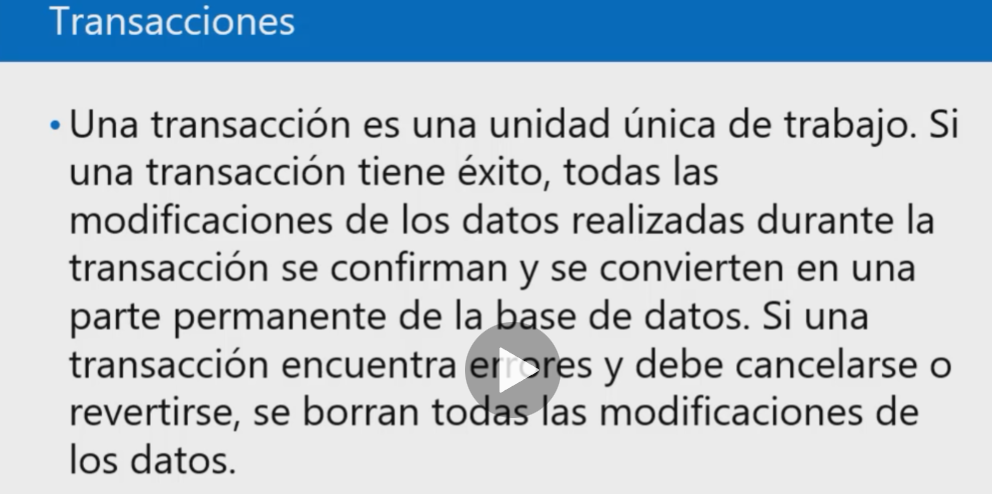 Transacciones
• Una transacción es una unidad única de trabajo. Si
una transacción tiene éxito, todas las
modificaciones de los datos realizadas durante la
transacción se confirman y se convierten en una
parte permanente de la base de datos. Si una
transacción encuentra errores y debe cancelarse o
revertirse, se borran todas las modificaciones de
los datos.